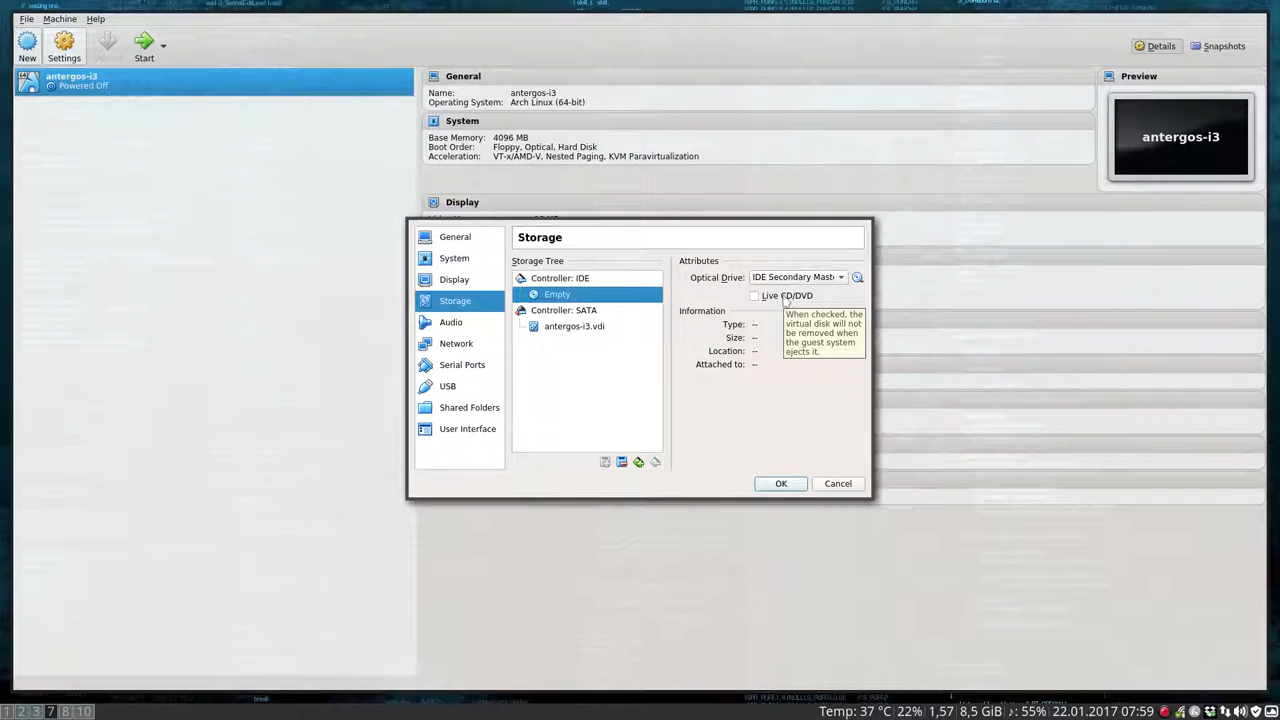 File Machine Help
New Settings Start
Details Snapshots
antergos-i3
Powered Off
General
Name: antergos-i3
Operating System: Arch Linux (64-bit)
System
Base Memory: 4096 MB
Boot Order: Floppy, Optical, Hard Disk
Acceleration: VT-x/AMD-V, Nested Paging, KVM Paravirtualization
Display
Preview
antergos-i3
General
System
Display
Storage
Audio
Network
Serial Ports
USB
Shared Folders
User Interface
Storage
Storage Tree
Controller: IDE
Empty
Controller: SATA
antergos-i3.vdi
Attributes
Optical Drive: IDE Secondary Mast
Live CD/DVD
Information
Type: --
Size: --
Location: --
Attached to: --
When checked, the
virtual disk will not
be removed when
the guest system
ejects it.
OK Cancel
1 2 3 7 8 10
Temp: 37 °C 22% 1,57 8,5 GiB ♪: 55% 22.01.2017 07:59